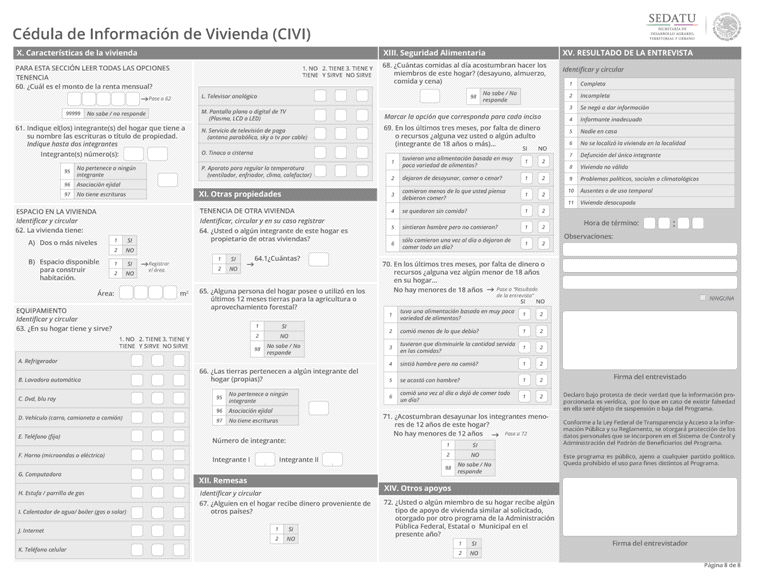 Cédula de Información de Vivienda (CIVI)
SEDATU
SECRETARÍA DE
DESARROLLO AGRARIO,
TERRITORIAL Y URBANO
X. Características de la vivienda
PARA ESTA SECCIÓN LEER TODAS LAS OPCIONES
TENENCIA
60. ¿Cuál es el monto de la renta mensual?
Pasa a 62
99999 No sabe / no responde
61. Indique el(los) integrante(s) del hogar que tiene a
su nombre las escrituras o título de propiedad.
Indique hasta dos integrantes
Integrante(s) número(s):
95 No pertenece a ningún
integrante
96 Asociación ejidal
97 No tiene escrituras
ESPACIO EN LA VIVIENDA
Identificar y circular
62. La vivienda tiene:
A) Dos o más niveles
1 SI
2 NO
B) Espacio disponible
para construir
habitación.
1 SI
2 NO
Registrar
el área.
Área: m²
EQUIPAMIENTO
Identificar y circular
63. ¿En su hogar tiene y sirve?
1. NO 2. TIENE 3. TIENE Y
TIENE Y SIRVE NO SIRVE
A. Refrigerador
B. Lavadora automática
C. Dvd, blu ray
D. Vehículo (carro, camioneta o camión)
E. Teléfono (fijo)
F. Horno (microondas o eléctrico)
G. Computadora
H. Estufa / parrilla de gas
I. Calentador de agua/ boiler (gas o solar)
J. Internet
K. Teléfono celular
1. NO 2. TIENE 3. TIENE Y
TIENE Y SIRVE NO SIRVE
L. Televisor analógico
M. Pantalla plana o digital de TV
(Plasma, LCD o LED)
N. Servicio de televisión de paga
(antena parabólica, sky o tv por cable)
O. Tinaco o cisterna
P. Aparato para regular la temperatura
(ventilador, enfriador, clima, calefactor)
XI. Otras propiedades
TENENCIA DE OTRA VIVIENDA
Identificar, circular y en su caso registrar
64. ¿Usted o algún integrante de este hogar es
propietario de otras viviendas?
1 SI
2 NO
64.1¿Cuántas?
65. ¿Alguna persona del hogar posee o utilizó en los
últimos 12 meses tierras para la agricultura o
aprovechamiento forestal?
1 SI
2 NO
98 No sabe / No
responde
66. ¿Las tierras pertenecen a algún integrante del
hogar (propias)?
95 No pertenece a ningún
integrante
96 Asociación ejidal
97 No tiene escrituras
Número de integrante:
Integrante I Integrante II
XII. Remesas
Identificar y circular
67. ¿Alguien en el hogar recibe dinero proveniente de
otros países?
1 SI
2 NO
XIII. Seguridad Alimentaria
68. ¿Cuántas comidas al día acostumbran hacer los
miembros de este hogar? (desayuno, almuerzo,
comida y cena)
98 No sabe / No
responde
Marcar la opción que corresponda para cada inciso
69. En los últimos tres meses, por falta de dinero
o recursos ¿alguna vez usted o algún adulto
(integrante de 18 años o más)...
SI NO
1 tuvieron una alimentación basada en muy
poca variedad de alimentos? 1 2
2 dejaron de desayunar, comer o cenar? 1 2
3 comieron menos de lo que usted piensa
debieron comer? 1 2
4 se quedaron sin comida? 1 2
5 sintieron hambre pero no comieron? 1 2
6 sólo comieron una vez al día o dejaron de
comer todo un día? 1 2
70. En los últimos tres meses, por falta de dinero o
recursos ¿alguna vez algún menor de 18 años
en su hogar...
No hay menores de 18 años
Pasa a "Resultado
de la entrevista"
SI NO
1 tuvo una alimentación basada en muy poca
variedad de alimentos? 1 2
2 comió menos de lo que debía? 1 2
3 tuvieron que disminuirle la cantidad servida
en las comidas? 1 2
4 sintió hambre pero no comió? 1 2
5 se acostó con hambre? 1 2
6 comió una vez al día o dejó de comer todo
un día? 1 2
71. ¿Acostumbran desayunar los integrantes meno-
res de 12 años de este hogar?
No hay menores de 12 años Pasa a 72
1 SI
2 NO
98 No sabe / No
responde
XIV. Otros apoyos
72. ¿Usted o algún miembro de su hogar recibe algún
tipo de apoyo de vivienda similar al solicitado,
otorgado por otro programa de la Administración
Pública Federal, Estatal o Municipal en el
presente año?
1 SI
2 NO
XV. RESULTADO DE LA ENTREVISTA
Identificar y circular
1 Completa
2 Incompleta
3 Se negó a dar información
4 Informante inadecuado
5 Nadie en casa
6 No se localizó la vivienda en la localidad
7 Defunción del único integrante
8 Vivienda no válida
9 Problemas políticos, sociales o climatológicos
10 Ausentes o de uso temporal
11 Vivienda desocupada
Hora de término: :
Observaciones:
NINGUNA
Firma del entrevistado
Declaro bajo protesta de decir verdad que la información pro-
porcionada es verídica, por lo que en caso de existir falsedad
en ella seré objeto de suspensión o baja del Programa.
Conforme a la Ley Federal de Transparencia y Acceso a la Infor-
mación Pública y su Reglamento, se otorgará protección de los
datos personales que se incorporen en el Sistema de Control y
Administración del Padrón de Beneficiarios del Programa.
Este programa es público, ajeno a cualquier partido político.
Queda prohibido el uso para fines distintos al Programa.
Firma del entrevistador
Página 8 de 8